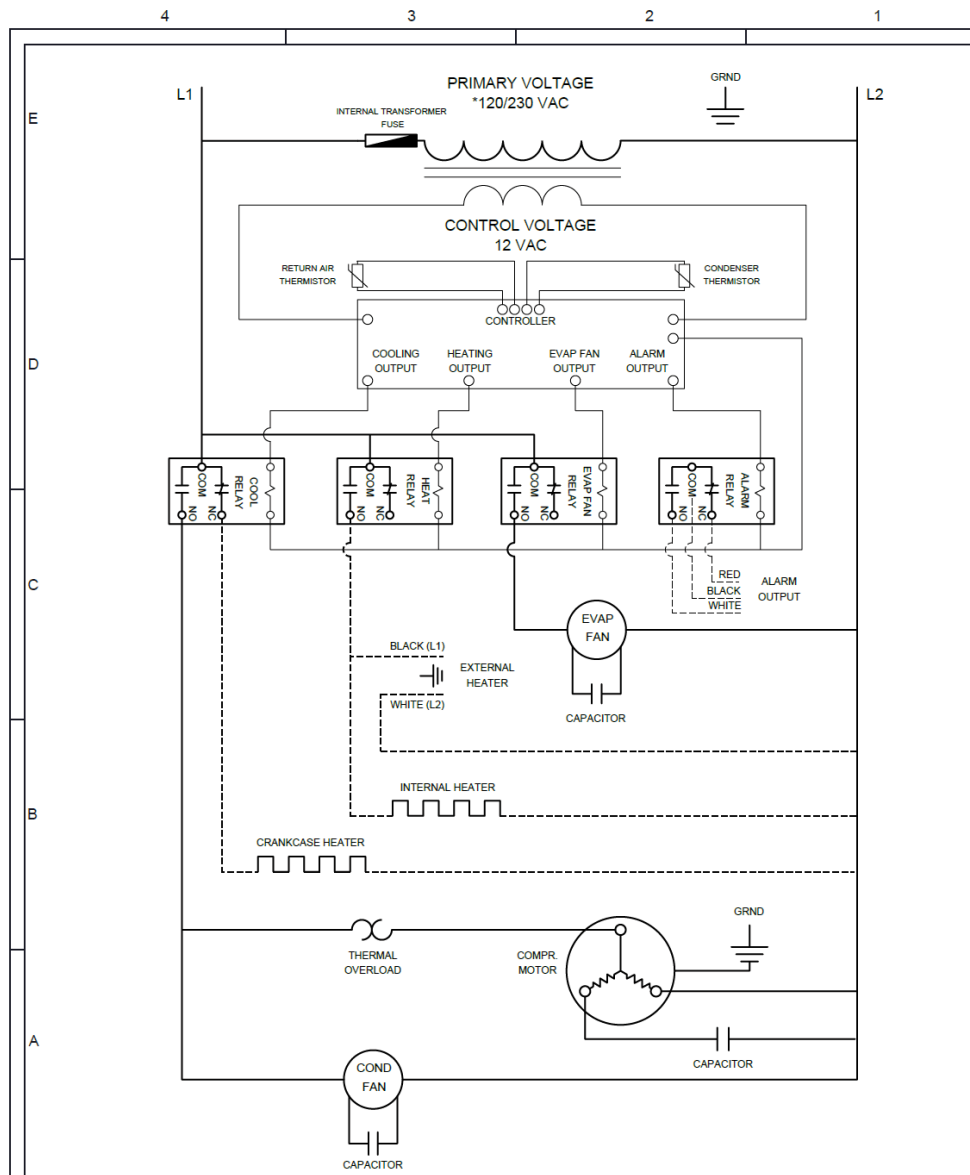 4
3
2
1
E
L1
PRIMARY VOLTAGE
*120/230 VAC
GRND
L2
INTERNAL TRANSFORMER
FUSE
CONTROL VOLTAGE
12 VAC
RETURN AIR
THERMISTOR
CONDENSER
THERMISTOR
CONTROLLER
D
COOLING
OUTPUT
HEATING
OUTPUT
EVAP FAN
OUTPUT
ALARM
OUTPUT
COOL
RELAY
COM
NO
NC
HEAT
RELAY
COM
NO
NC
EVAP FAN
RELAY
COM
NO
NC
ALARM
RELAY
COM
NO
NC
C
RED
BLACK
WHITE
ALARM
OUTPUT
EVAP
FAN
CAPACITOR
BLACK (L1)
EXTERNAL
HEATER
WHITE (L2)
B
INTERNAL HEATER
CRANKCASE HEATER
THERMAL
OVERLOAD
COMPR.
MOTOR
GRND
A
CAPACITOR
COND
FAN
CAPACITOR